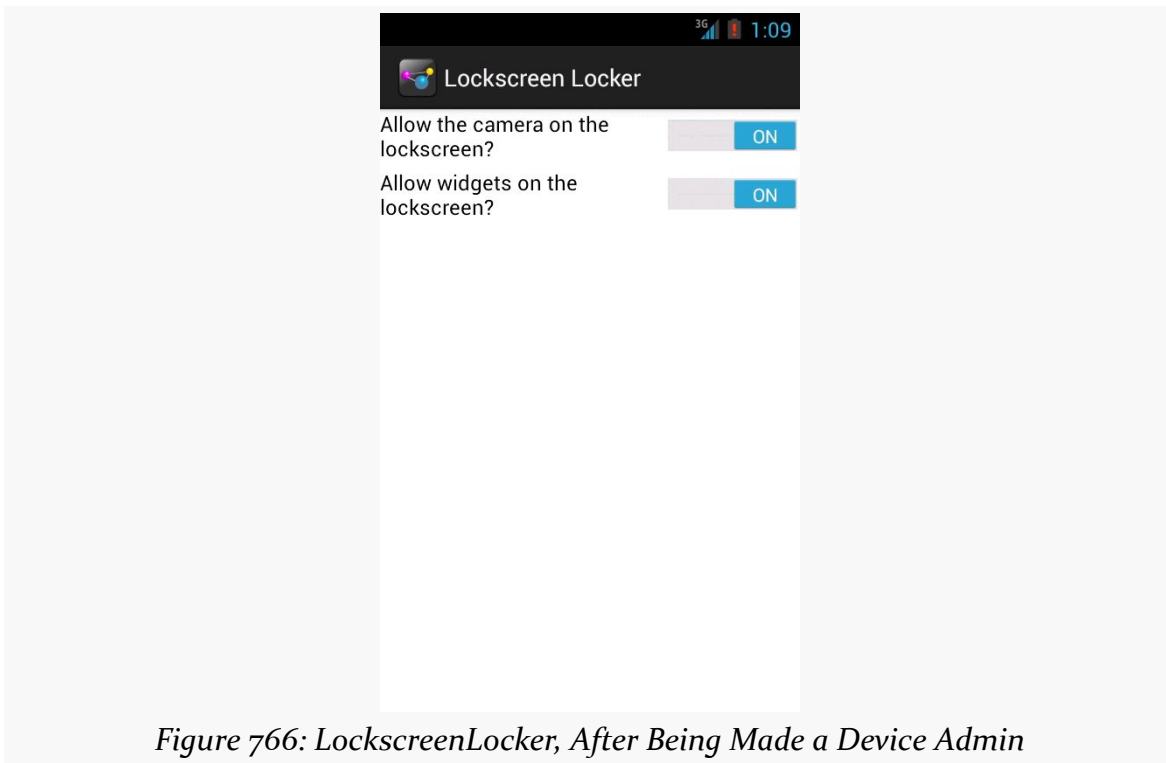 3G 1:09
Lockscreen Locker
Allow the camera on the
lockscreen?
ON
Allow widgets on the
lockscreen?
ON
Figure 766: LockscreenLocker, After Being Made a Device Admin